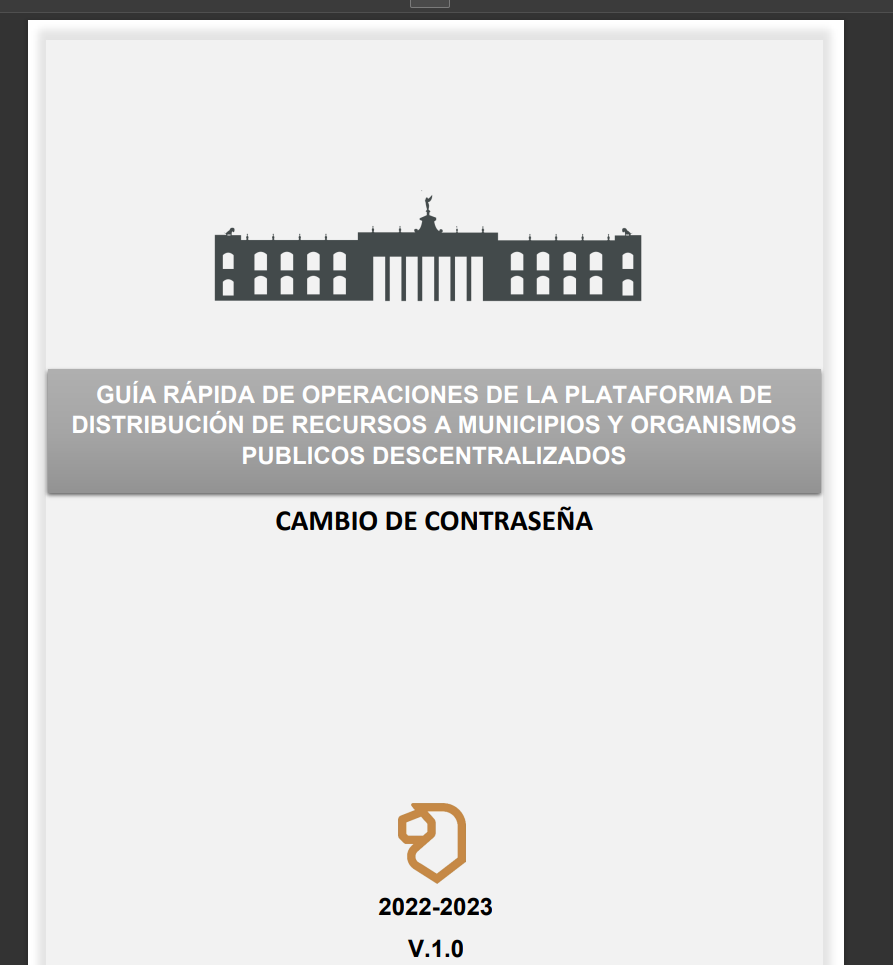 GUÍA RÁPIDA DE OPERACIONES DE LA PLATAFORMA DE
DISTRIBUCIÓN DE RECURSOS A MUNICIPIOS Y ORGANISMOS
PUBLICOS DESCENTRALIZADOS
CAMBIO DE CONTRASEÑA
2022-2023
V.1.0